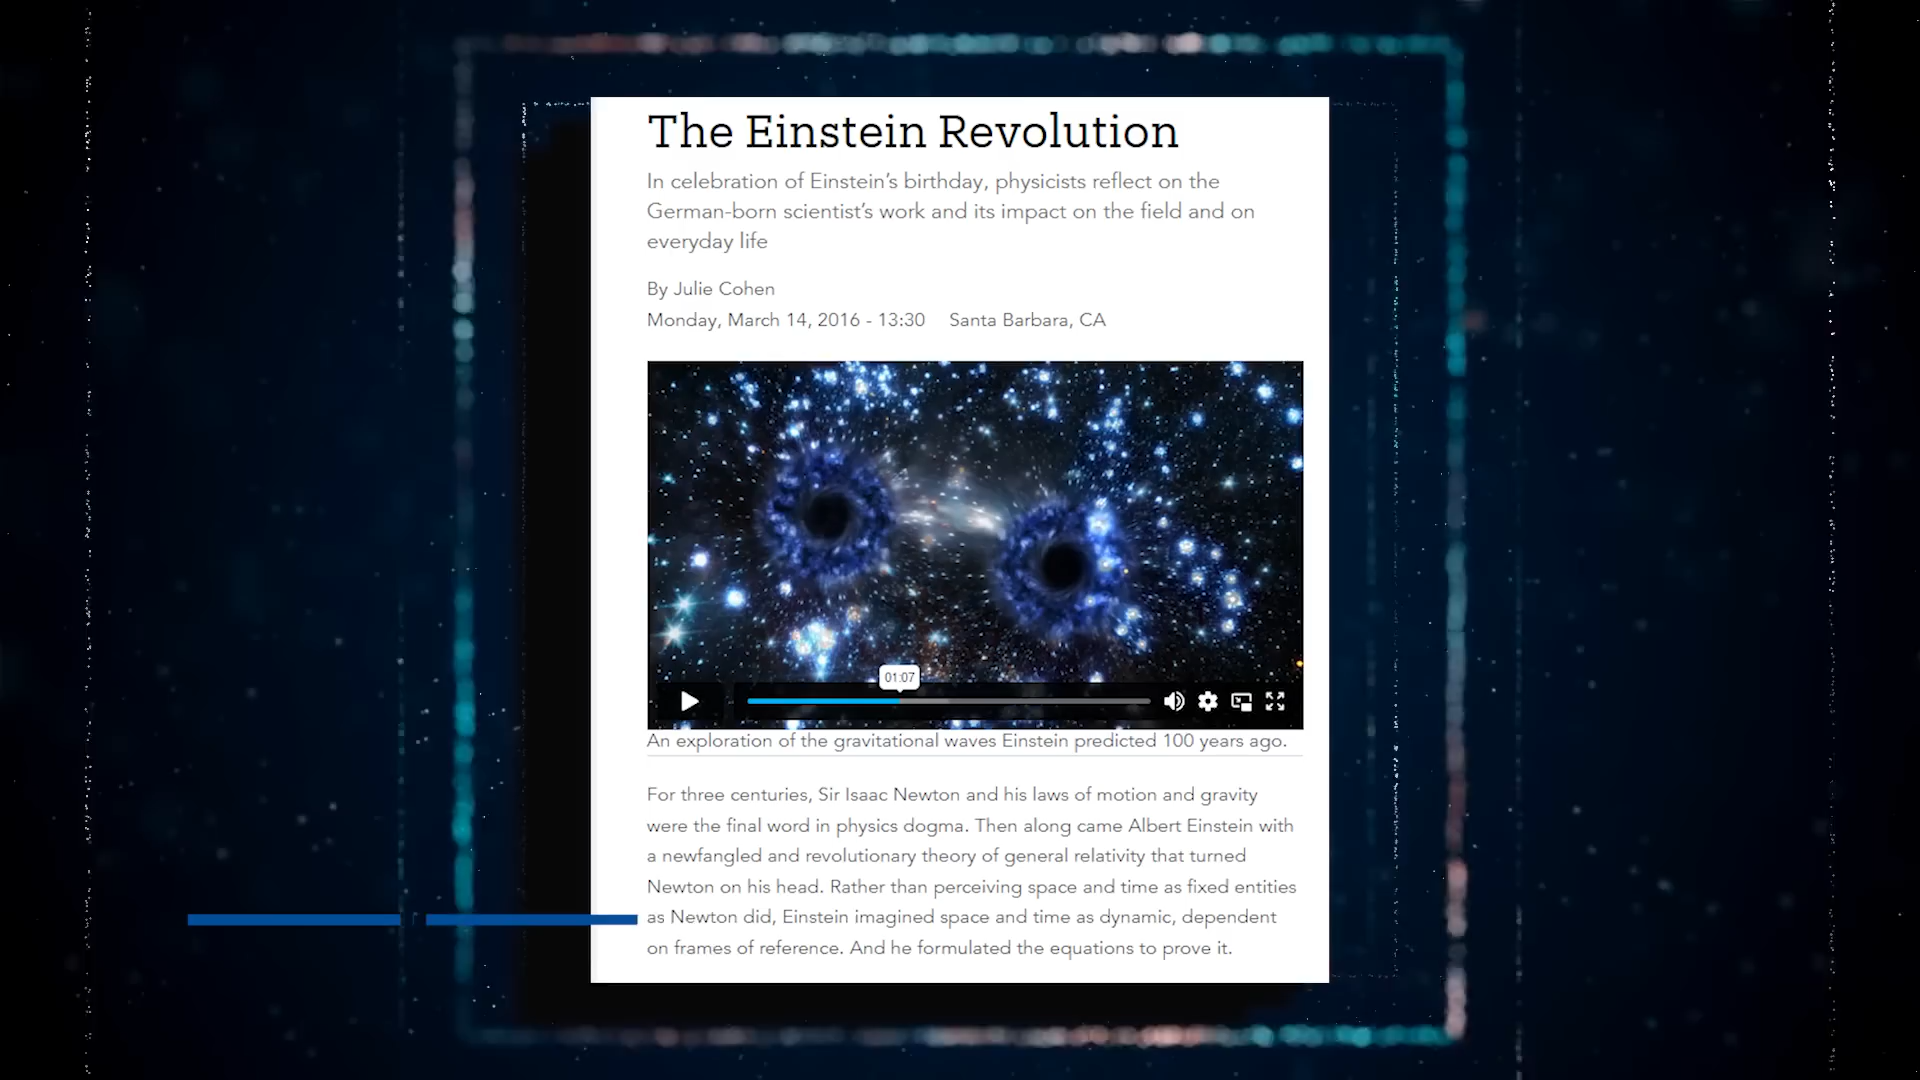 The Einstein Revolution
In celebration of Einstein's birthday, physicists reflect on the
German-born scientist's work and its impact on the field and on
everyday life
By Julie Cohen
Monday, March 14, 2016 - 13:30 Santa Barbara, CA
01:07
An exploration of the gravitational waves Einstein predicted 100 years ago.
For three centuries, Sir Isaac Newton and his laws of motion and gravity
were the final word in physics dogma. Then along came Albert Einstein with
a newfangled and revolutionary theory of general relativity that turned
Newton on his head. Rather than perceiving space and time as fixed entities
as Newton did, Einstein imagined space and time as dynamic, dependent
on frames of reference. And he formulated the equations to prove it.